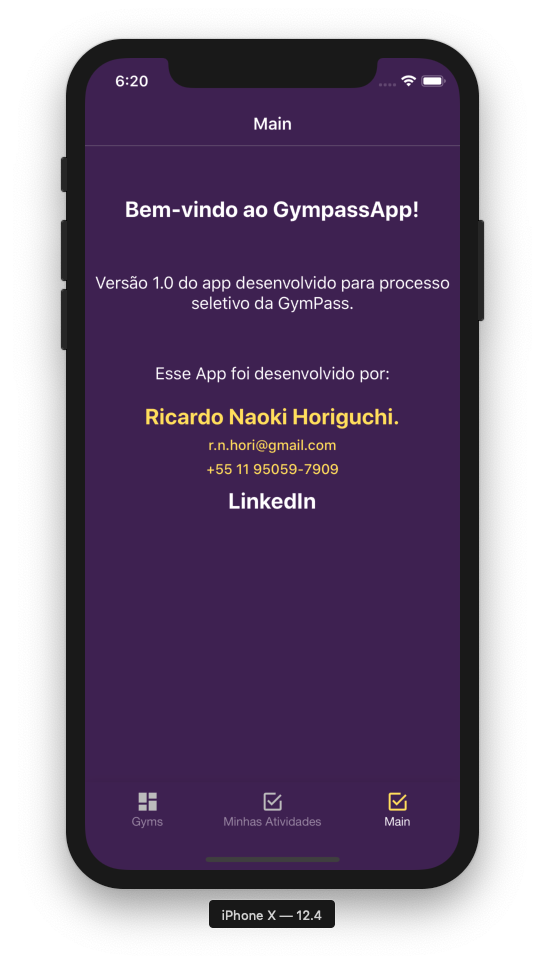 6:20
Main
Bem-vindo ao GympassApp!
Versão 1.0 do app desenvolvido para processo
seletivo da GymPass.
Esse App foi desenvolvido por:
Ricardo Naoki Horiguchi.
r.n.hori@gmail.com
+55 11 95059-7909
LinkedIn
Gyms
Minhas Atividades
Main
iPhone X — 12.4